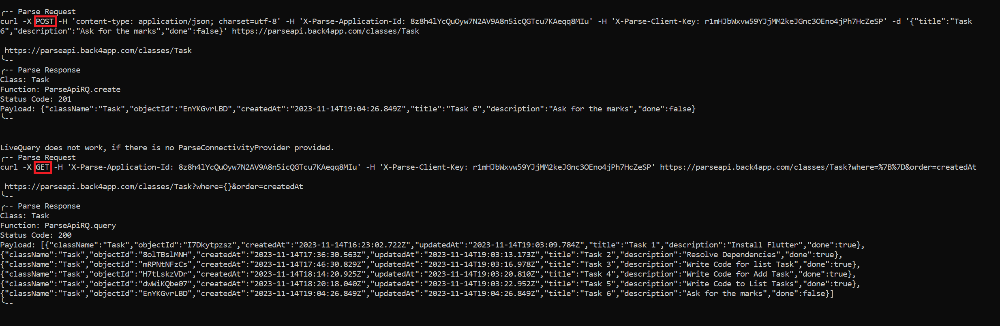 ╭-- Parse Request
curl -X POST -H 'content-type: application/json; charset=utf-8' -H 'X-Parse-Application-Id: 8z8h4lYcQuOyw7N2AV9A8n5icQGTcu7KAeqq8MIu' -H 'X-Parse-Client-Key: r1mHJbWxvw59YJjMM2keJGnc3OEno4jPh7HcZeSP' -d '{"title":"Task
6","description":"Ask for the marks","done":false}' https://parseapi.back4app.com/classes/Task
https://parseapi.back4app.com/classes/Task
╰--
╭-- Parse Response
Class: Task
Function: ParseApiRQ.create
Status Code: 201
Payload: {"className":"Task","objectId":"EnYKGvrLBD","createdAt":"2023-11-14T19:04:26.849Z","title":"Task 6","description":"Ask for the marks","done":false}
╰--
LiveQuery does not work, if there is no ParseConnectivityProvider provided.
╭-- Parse Request
curl -X GET -H 'X-Parse-Application-Id: 8z8h4lYcQuOyw7N2AV9A8n5icQGTcu7KAeqq8MIu' -H 'X-Parse-Client-Key: r1mHJbWxvw59YJjMM2keJGnc3OEno4jPh7HcZeSP' https://parseapi.back4app.com/classes/Task?where=%7B%7D&order=createdAt
https://parseapi.back4app.com/classes/Task?where={}&order=createdAt
╰--
╭-- Parse Response
Class: Task
Function: ParseApiRQ.query
Status Code: 200
Payload: [{"className":"Task","objectId":"I7Dkytpzsz","createdAt":"2023-11-14T16:23:02.722Z","updatedAt":"2023-11-14T19:03:09.784Z","title":"Task 1","description":"Install Flutter","done":true},
{"className":"Task","objectId":"8olTBslMNH","createdAt":"2023-11-14T17:36:30.563Z","updatedAt":"2023-11-14T19:03:13.173Z","title":"Task 2","description":"Resolve Dependencies","done":true},
{"className":"Task","objectId":"mRPNtNFzCs","createdAt":"2023-11-14T17:46:30.829Z","updatedAt":"2023-11-14T19:03:16.978Z","title":"Task 3","description":"Write Code for list Task","done":true},
{"className":"Task","objectId":"H7tLskzVDr","createdAt":"2023-11-14T18:14:20.925Z","updatedAt":"2023-11-14T19:03:20.810Z","title":"Task 4","description":"Write Code for Add Task","done":true},
{"className":"Task","objectId":"dwWiKQbe07","createdAt":"2023-11-14T18:20:18.040Z","updatedAt":"2023-11-14T19:03:22.952Z","title":"Task 5","description":"Write Code to List Tasks","done":true},
{"className":"Task","objectId":"EnYKGvrLBD","createdAt":"2023-11-14T19:04:26.849Z","updatedAt":"2023-11-14T19:04:26.849Z","title":"Task 6","description":"Ask for the marks","done":false}]
╰--